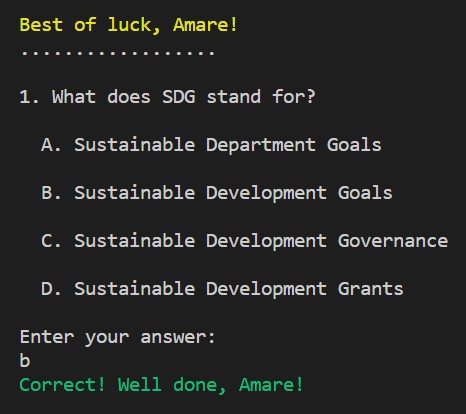 Best of luck, Amare!
..................
1. What does SDG stand for?
A. Sustainable Department Goals
B. Sustainable Development Goals
C. Sustainable Development Governance
D. Sustainable Development Grants
Enter your answer:
b
Correct! Well done, Amare!